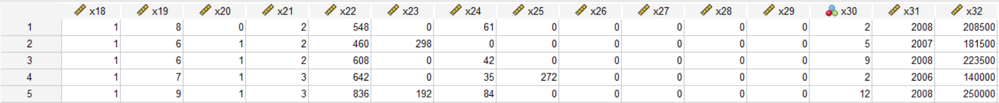 x18 x19 x20 x21 x22 x23 x24 x25 x26 x27 x28 x29 x30 x31 x32
1 1 8 0 2 548 0 61 0 0 0 0 0 2 2008 208500
2 1 6 1 2 460 298 0 0 0 0 0 0 5 2007 181500
3 1 6 1 2 608 0 42 0 0 0 0 0 9 2008 223500
4 1 7 1 3 642 0 35 272 0 0 0 0 2 2006 140000
5 1 9 1 3 836 192 84 0 0 0 0 0 12 2008 250000